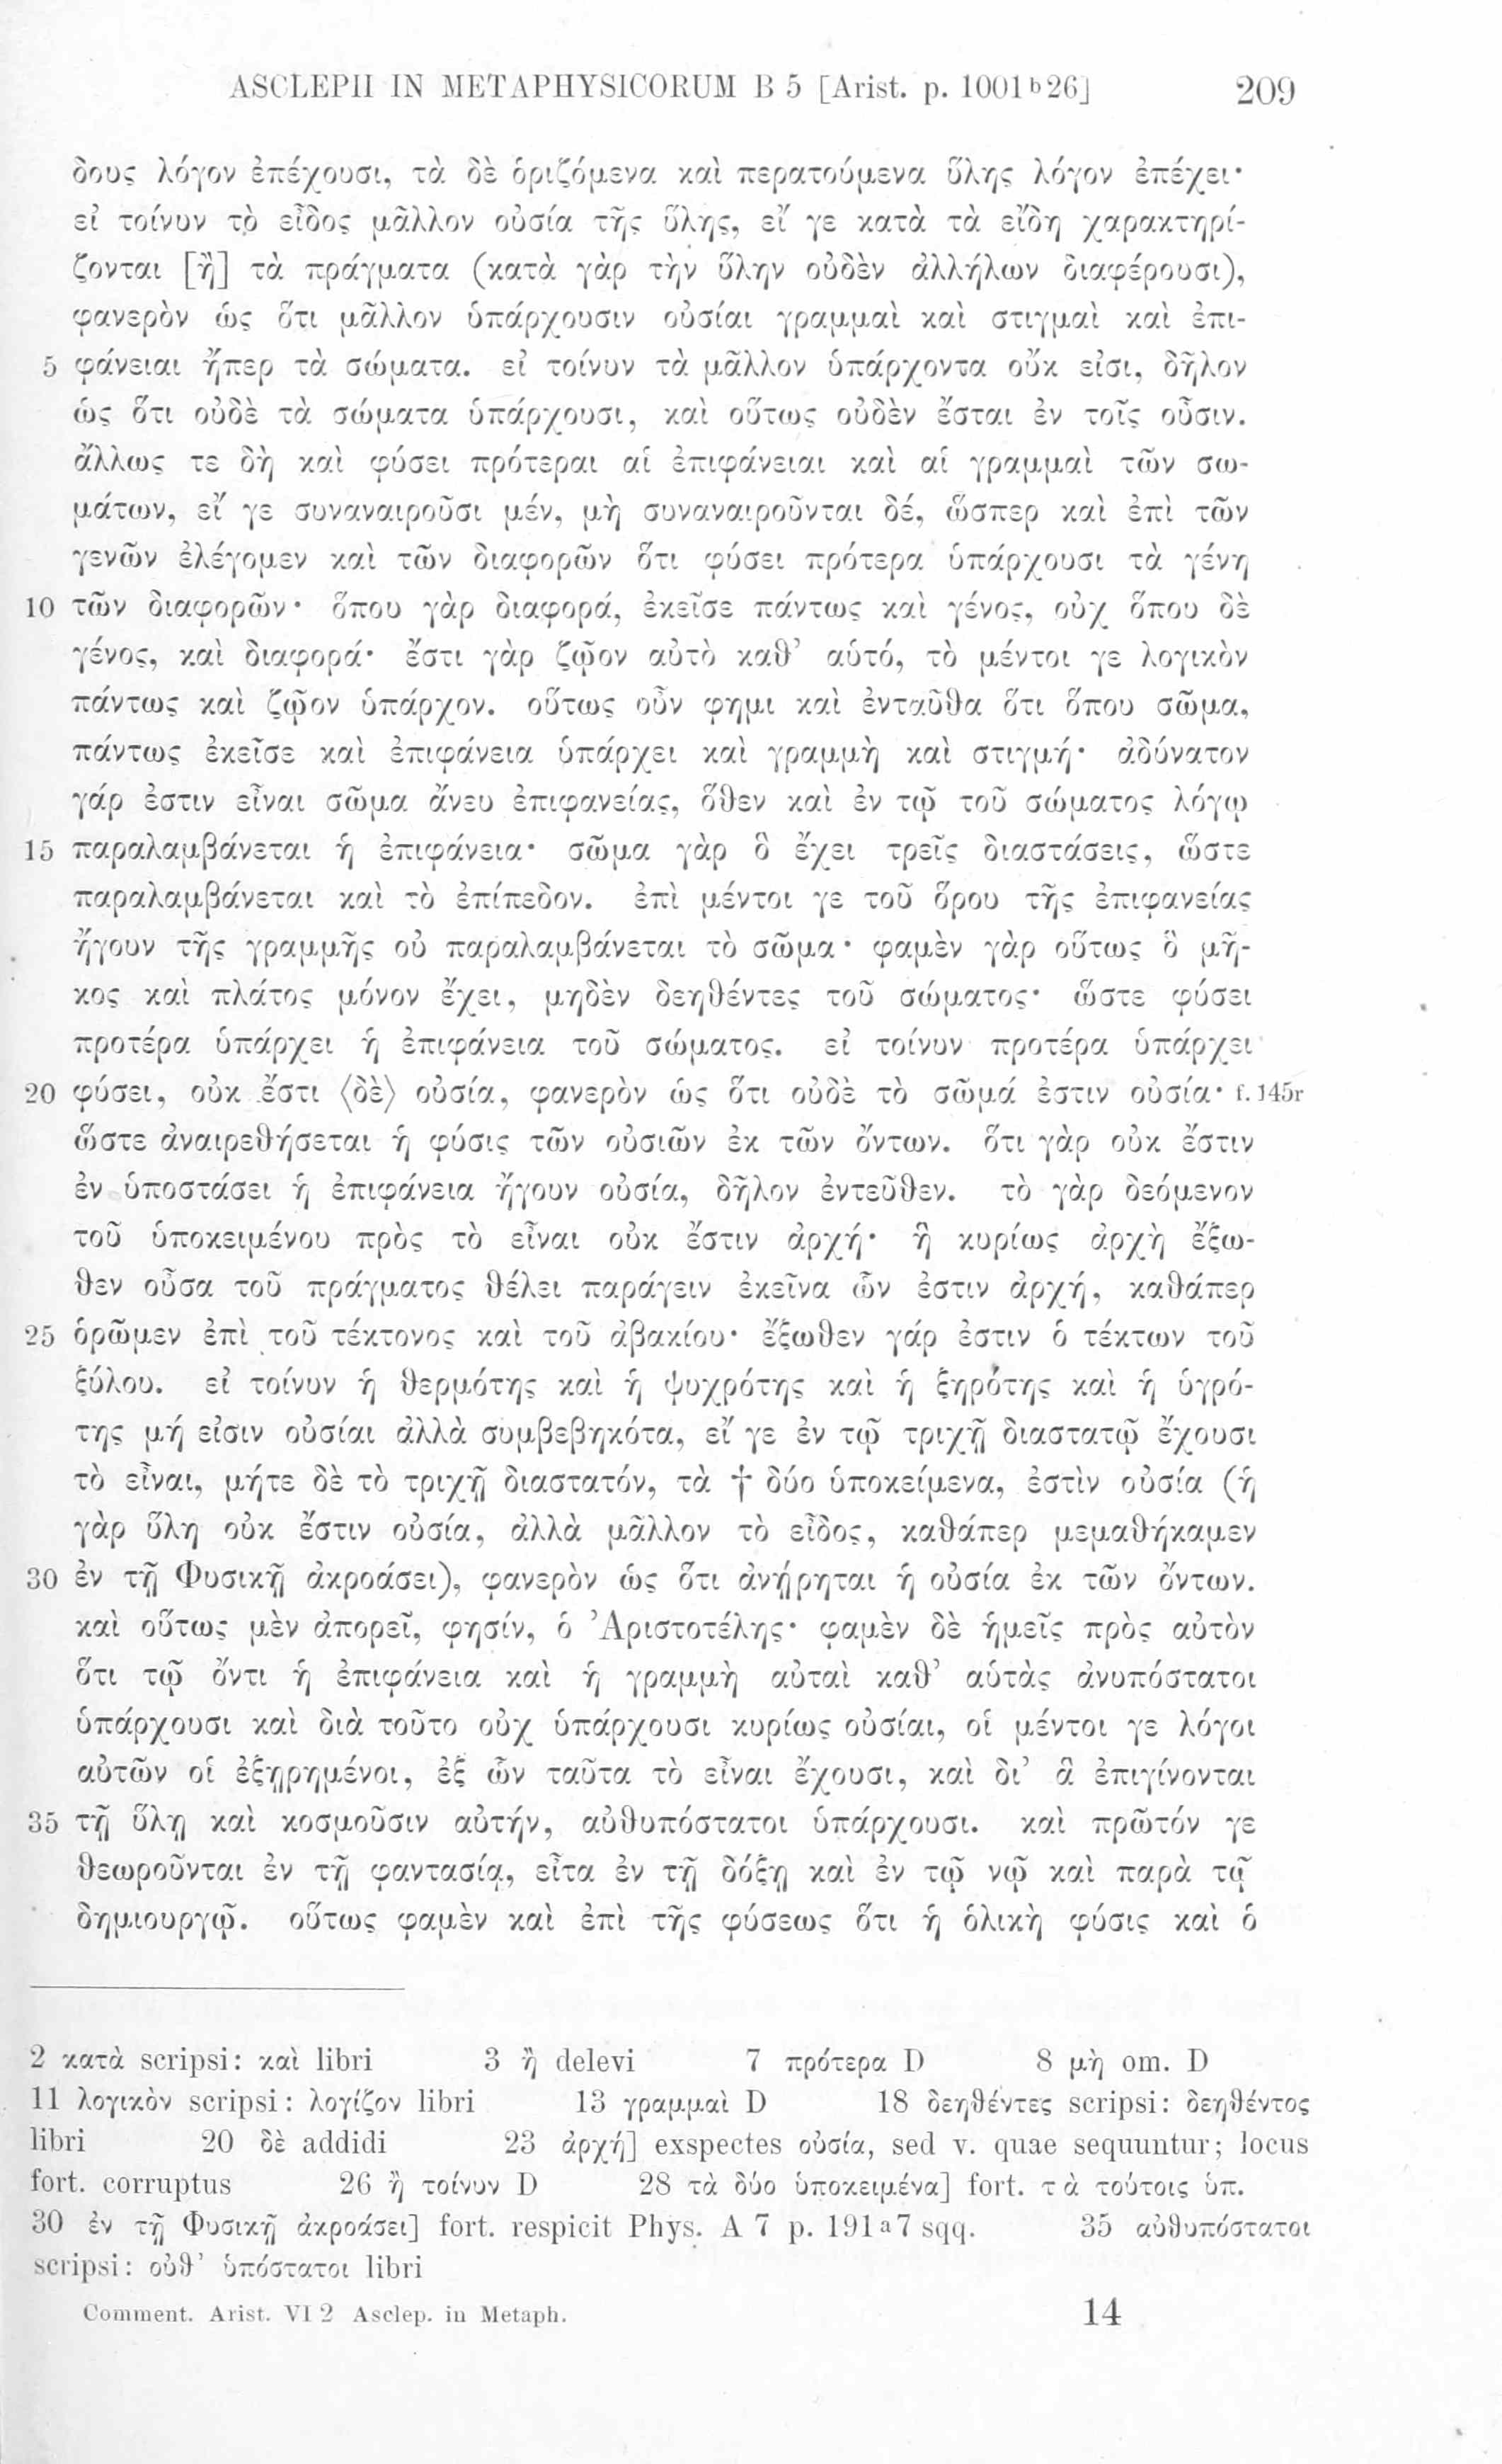 ASCLEPII IN METAPHYSICORUM B 5 [Arist. p. 1001 b 26] 209
δους λόγον ἐπέχουσι, τὰ δὲ ὁριζόμενα καὶ περατούμενα ὕλης λόγον ἐπέχει·
εἰ τοίνυν τὸ εἶδος μᾶλλον οὐσία τῆς ὕλης, εἴ γε κατὰ τὰ εἴδη χαρακτηρί-
ζονται [ἢ] τὰ πράγματα (κατὰ γὰρ τὴν ὕλην οὐδὲν ἀλλήλων διαφέρουσι),
φανερὸν ὡς ὅτι μᾶλλον ὑπάρχουσιν οὐσίαι γραμμαὶ καὶ στιγμαὶ καὶ ἐπι-
5 φάνειαι ἤπερ τὰ σώματα. εἰ τοίνυν τὰ μᾶλλον ὑπάρχοντα οὔκ εἰσι, δῆλον
ὡς ὅτι οὐδὲ τὰ σώματα ὑπάρχουσι, καὶ οὕτως οὐδὲν ἔσται ἐν τοῖς οὖσιν.
ἄλλως τε δὴ καὶ φύσει πρότεραι αἱ ἐπιφάνειαι καὶ αἱ γραμμαὶ τῶν σω-
μάτων, εἴ γε συναναιροῦσι μέν, μὴ συναναιροῦνται δέ, ὥσπερ καὶ ἐπὶ τῶν
γενῶν ἐλέγομεν καὶ τῶν διαφορῶν ὅτι φύσει πρότερα ὑπάρχουσι τὰ γένη
10 τῶν διαφορῶν· ὅπου γὰρ διαφορά, ἐκεῖσε πάντως καὶ γένος, οὐχ ὅπου δὲ
γένος, καὶ διαφορά· ἔστι γὰρ ζῷον αὐτὸ καθ’ αὑτό, τὸ μέντοι γε λογικὸν
πάντως καὶ ζῷον ὑπάρχον. οὕτως οὖν φημι καὶ ἐνταῦθα ὅτι ὅπου σῶμα,
πάντως ἐκεῖσε καὶ ἐπιφάνεια ὑπάρχει καὶ γραμμὴ καὶ στιγμή· ἀδύνατον
γάρ ἐστιν εἶναι σῶμα ἄνευ ἐπιφανείας, ὅθεν καὶ ἐν τῷ τοῦ σώματος λόγῳ
15 παραλαμβάνεται ἡ ἐπιφάνεια· σῶμα γὰρ ὃ ἔχει τρεῖς διαστάσεις, ὥστε
παραλαμβάνεται καὶ τὸ ἐπίπεδον. ἐπὶ μέντοι γε τοῦ ὅρου τῆς ἐπιφανείας
ἤγουν τῆς γραμμῆς οὐ παραλαμβάνεται τὸ σῶμα· φαμὲν γὰρ οὕτως ὃ μῆ-
κος καὶ πλάτος μόνον ἔχει, μηδὲν δεηθέντες τοῦ σώματος· ὥστε φύσει
προτέρα ὑπάρχει ἡ ἐπιφάνεια τοῦ σώματος. εἰ τοίνυν προτέρα ὑπάρχει
20 φύσει, οὐκ ἔστι ⟨δὲ⟩ οὐσία, φανερὸν ὡς ὅτι οὐδὲ τὸ σῶμά ἐστιν οὐσία· f. 145r
ὥστε ἀναιρεθήσεται ἡ φύσις τῶν οὐσιῶν ἐκ τῶν ὄντων. ὅτι γὰρ οὐκ ἔστιν
ἐν ὑποστάσει ἡ ἐπιφάνεια ἤγουν οὐσία, δῆλον ἐντεῦθεν. τὸ γὰρ δεόμενον
τοῦ ὑποκειμένου πρὸς τὸ εἶναι οὐκ ἔστιν ἀρχή· ἢ κυρίως ἀρχὴ ἔξω-
θεν οὖσα τοῦ πράγματος θέλει παράγειν ἐκεῖνα ὧν ἐστιν ἀρχή, καθάπερ
25 ὁρῶμεν ἐπὶ τοῦ τέκτονος καὶ τοῦ ἀβακίου· ἔξωθεν γάρ ἐστιν ὁ τέκτων τοῦ
ξύλου. εἰ τοίνυν ἡ θερμότης καὶ ἡ ψυχρότης καὶ ἡ ξηρότης καὶ ἡ ὑγρό-
της μή εἰσιν οὐσίαι ἀλλὰ συμβεβηκότα, εἴ γε ἐν τῷ τριχῇ διαστατῷ ἔχουσι
τὸ εἶναι, μήτε δὲ τὸ τριχῇ διαστατόν, τὰ † δύο ὑποκείμενα, ἐστὶν οὐσία (ἡ
γὰρ ὕλη οὐκ ἔστιν οὐσία, ἀλλὰ μᾶλλον τὸ εἶδος, καθάπερ μεμαθήκαμεν
30 ἐν τῇ Φυσικῇ ἀκροάσει), φανερὸν ὡς ὅτι ἀνῄρηται ἡ οὐσία ἐκ τῶν ὄντων.
καὶ οὕτως μὲν ἀπορεῖ, φησίν, ὁ Ἀριστοτέλης· φαμὲν δὲ ἡμεῖς πρὸς αὐτὸν
ὅτι τῷ ὄντι ἡ ἐπιφάνεια καὶ ἡ γραμμὴ αὐταὶ καθ’ αὑτὰς ἀνυπόστατοι
ὑπάρχουσι καὶ διὰ τοῦτο οὐχ ὑπάρχουσι κυρίως οὐσίαι, οἱ μέντοι γε λόγοι
αὐτῶν οἱ ἐξῃρημένοι, ἐξ ὧν ταῦτα τὸ εἶναι ἔχουσι, καὶ δι’ ἃ ἐπιγίνονται
35 τῇ ὕλῃ καὶ κοσμοῦσιν αὐτήν, αὐθυπόστατοι ὑπάρχουσι. καὶ πρῶτόν γε
θεωροῦνται ἐν τῇ φαντασίᾳ, εἶτα ἐν τῇ δόξῃ καὶ ἐν τῷ νῷ καὶ παρὰ τῷ
δημιουργῷ. οὕτως φαμὲν καὶ ἐπὶ τῆς φύσεως ὅτι ἡ ὁλικὴ φύσις καὶ ὁ
2 κατὰ scripsi: καὶ libri 3 ἢ delevi 7 πρότερα D 8 μὴ om. D
11 λογικὸν scripsi: λογίζον libri 13 γραμμαὶ D 18 δεηθέντες scripsi: δεηθέντος
libri 20 δὲ addidi 23 ἀρχή] exspectes οὐσία, sed v. quae sequuntur; locus
fort. corruptus 26 ἢ τοίνυν D 28 τὰ δύο ὑποκειμένα] fort. τὰ τούτοις ὑπ.
30 ἐν τῇ Φυσικῇ ἀκροάσει] fort. respicit Phys. A 7 p. 191 a 7 sqq. 35 αὐθυπόστατοι
scripsi: οὐθ’ ὑπόστατοι libri
Comment. Arist. VI 2 Asclep. in Metaph. 14